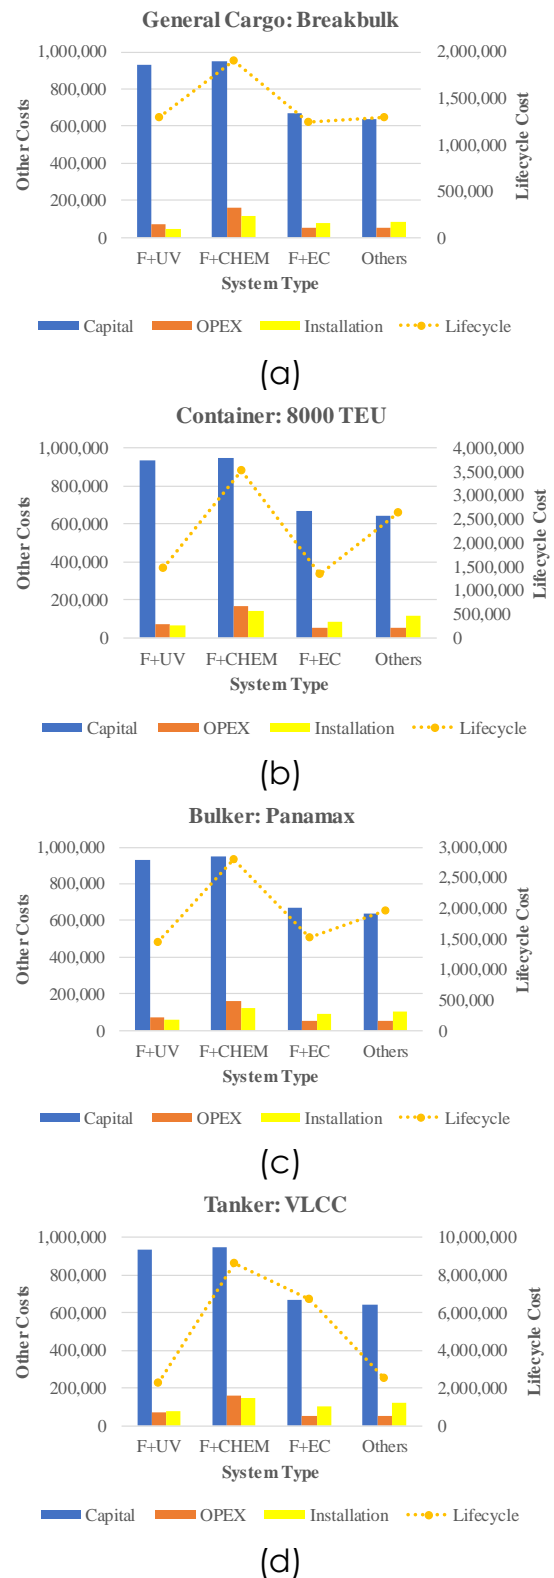 General Cargo: Breakbulk
1,000,000
800,000
600,000
400,000
200,000
0
Other Costs
2,000,000
1,500,000
1,000,000
500,000
0
Lifecycle Cost
F+UV F+CHEM F+EC Others
System Type
Capital OPEX Installation Lifecycle
(a)
Container: 8000 TEU
1,000,000
800,000
600,000
400,000
200,000
0
Other Costs
4,000,000
3,500,000
3,000,000
2,500,000
2,000,000
1,500,000
1,000,000
500,000
0
Lifecycle Cost
F+UV F+CHEM F+EC Others
System Type
Capital OPEX Installation Lifecycle
(b)
Bulker: Panamax
1,000,000
800,000
600,000
400,000
200,000
0
Other Costs
3,000,000
2,500,000
2,000,000
1,500,000
1,000,000
500,000
0
Lifecycle Cost
F+UV F+CHEM F+EC Others
System Type
Capital OPEX Installation Lifecycle
(c)
Tanker: VLCC
1,000,000
800,000
600,000
400,000
200,000
0
Other Costs
10,000,000
8,000,000
6,000,000
4,000,000
2,000,000
0
Lifecycle Cost
F+UV F+CHEM F+EC Others
System Type
Capital OPEX Installation Lifecycle
(d)